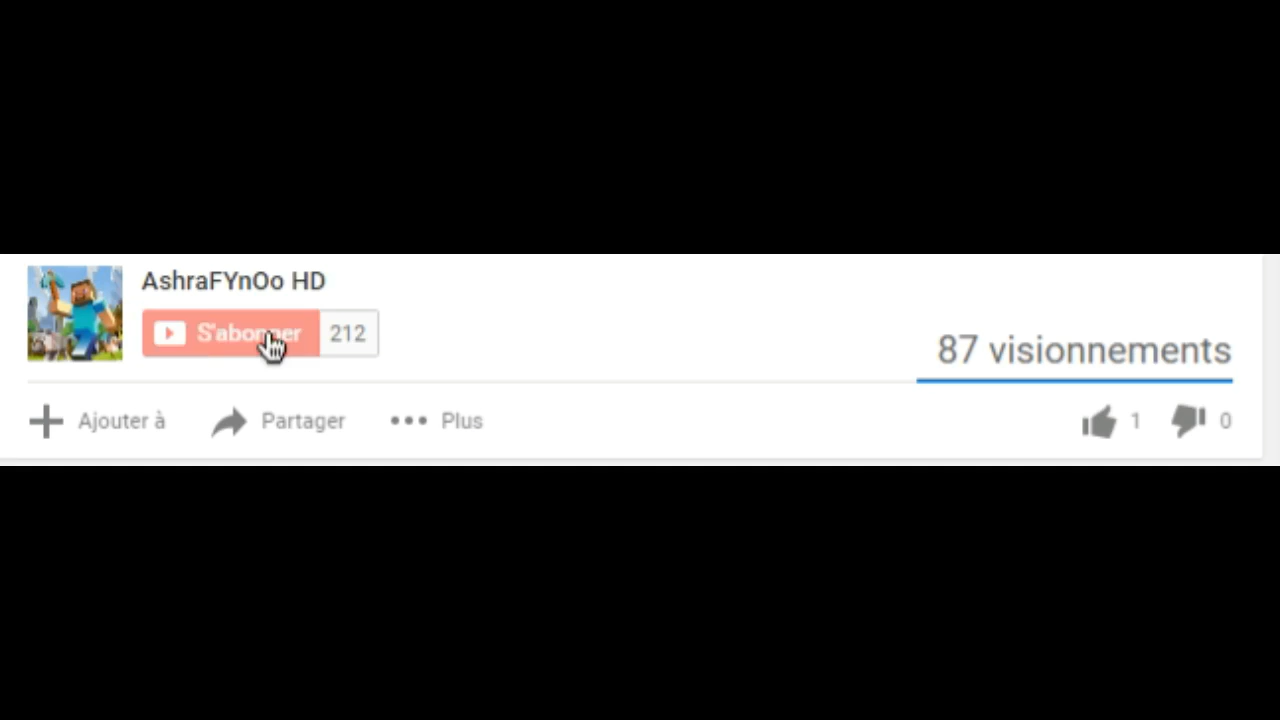 AshraFYnOo HD
S'abonner 212
87 visionnements
Ajouter à Partager Plus 1 0